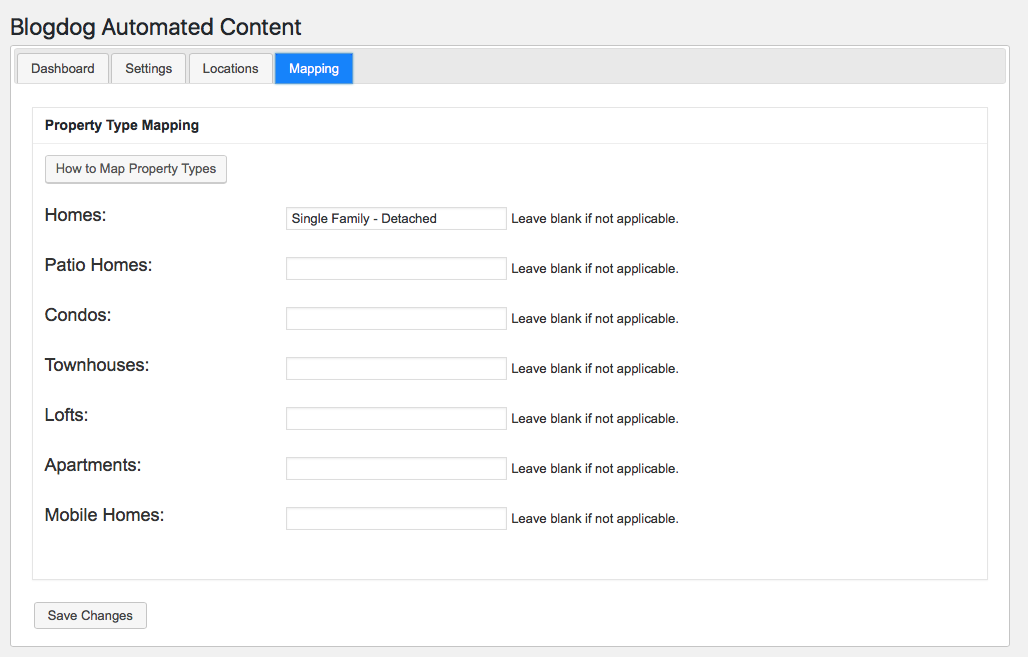 Blogdog Automated Content
Dashboard Settings Locations Mapping
Property Type Mapping
How to Map Property Types
Homes: Single Family - Detached Leave blank if not applicable.
Patio Homes: Leave blank if not applicable.
Condos: Leave blank if not applicable.
Townhouses: Leave blank if not applicable.
Lofts: Leave blank if not applicable.
Apartments: Leave blank if not applicable.
Mobile Homes: Leave blank if not applicable.
Save Changes